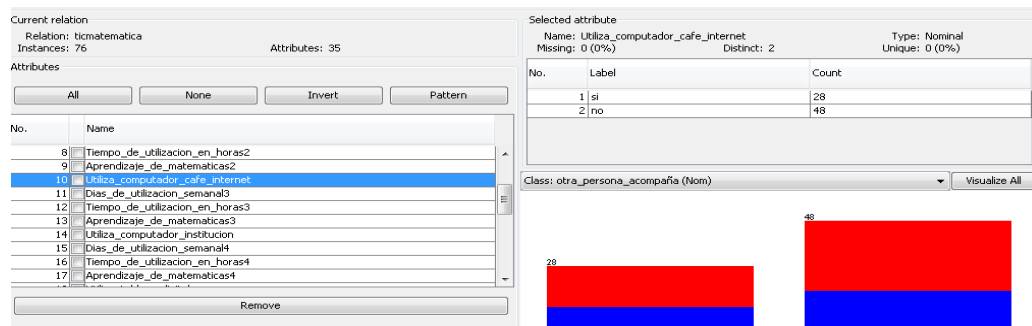 Current relation
Relation: ticmatematica
Instances: 76 Attributes: 35
Attributes
All None Invert Pattern
No. Name
8 Tiempo_de_utilizacion_en_horas2
9 Aprendizaje_de_matematicas2
10 Utiliza_computador_cafe_internet
11 Dias_de_utilizacion_semanal3
12 Tiempo_de_utilizacion_en_horas3
13 Aprendizaje_de_matematicas3
14 Utiliza_computador_institucion
15 Dias_de_utilizacion_semanal4
16 Tiempo_de_utilizacion_en_horas4
17 Aprendizaje_de_matematicas4
Remove
Selected attribute
Name: Utiliza_computador_cafe_internet Type: Nominal
Missing: 0 (0%) Distinct: 2 Unique: 0 (0%)
No. Label Count
1 si 28
2 no 48
Class: otra_persona_acompaña (Nom) Visualize All
28
48